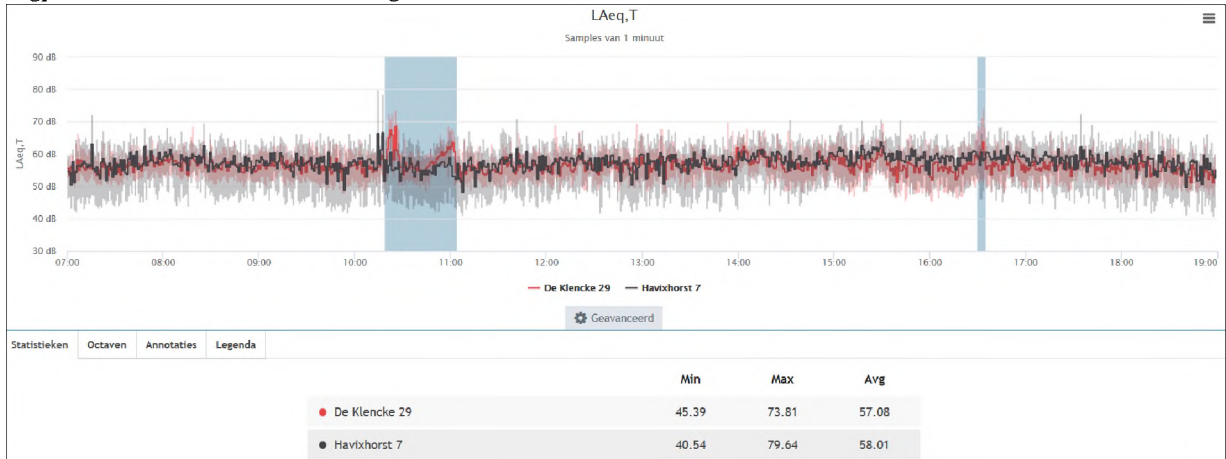 LAeq,T
Samples van 1 minuut
90 dB
80 dB
70 dB
60 dB
50 dB
40 dB
30 dB
LAeq,T
07:00 08:00 09:00 10:00 11:00 12:00 13:00 14:00 15:00 16:00 17:00 18:00 19:00
De Klencke 29 Havixhorst 7
Geavanceerd
Statistieken Octaven Annotaties Legenda
Min Max Avg
De Klencke 29 45.39 73.81 57.08
Havixhorst 7 40.54 79.64 58.01